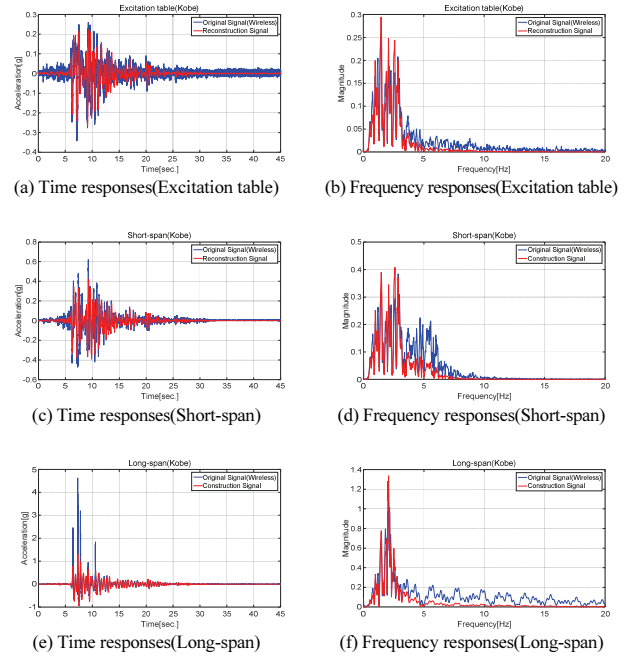 Excitation table(Kobe)
Original Signal(Wireless)
Reconstruction Signal
Acceleration[g]
0.3
0.2
0.1
0
-0.1
-0.2
-0.3
-0.4
0 5 10 15 20 25 30 35 40 45
Time[sec.]
(a) Time responses(Excitation table)
Excitation table(Kobe)
Original Signal(Wireless)
Reconstruction Signal
Magnitude
0.3
0.25
0.2
0.15
0.1
0.05
0
0 5 10 15 20
Frequency[Hz]
(b) Frequency responses(Excitation table)
Short-span(Kobe)
Original Signal(Wireless)
Reconstruction Signal
Acceleration[g]
0.8
0.6
0.4
0.2
0
-0.2
-0.4
-0.6
0 5 10 15 20 25 30 35 40 45
Time[sec.]
(c) Time responses(Short-span)
Short-span(Kobe)
Original Signal(Wireless)
Construction Signal
Magnitude
0.5
0.4
0.3
0.2
0.1
0
0 5 10 15 20
Frequency[Hz]
(d) Frequency responses(Short-span)
Long-span(Kobe)
Original Signal(Wireless)
Construction Signal
Acceleration[g]
5
4
3
2
1
0
-1
0 5 10 15 20 25 30 35 40 45
Time[sec.]
(e) Time responses(Long-span)
Long-span(Kobe)
Original Signal(Wireless)
Construction Signal
Magnitude
1.4
1.2
1
0.8
0.6
0.4
0.2
0
0 5 10 15 20
Frequency[Hz]
(f) Frequency responses(Long-span)